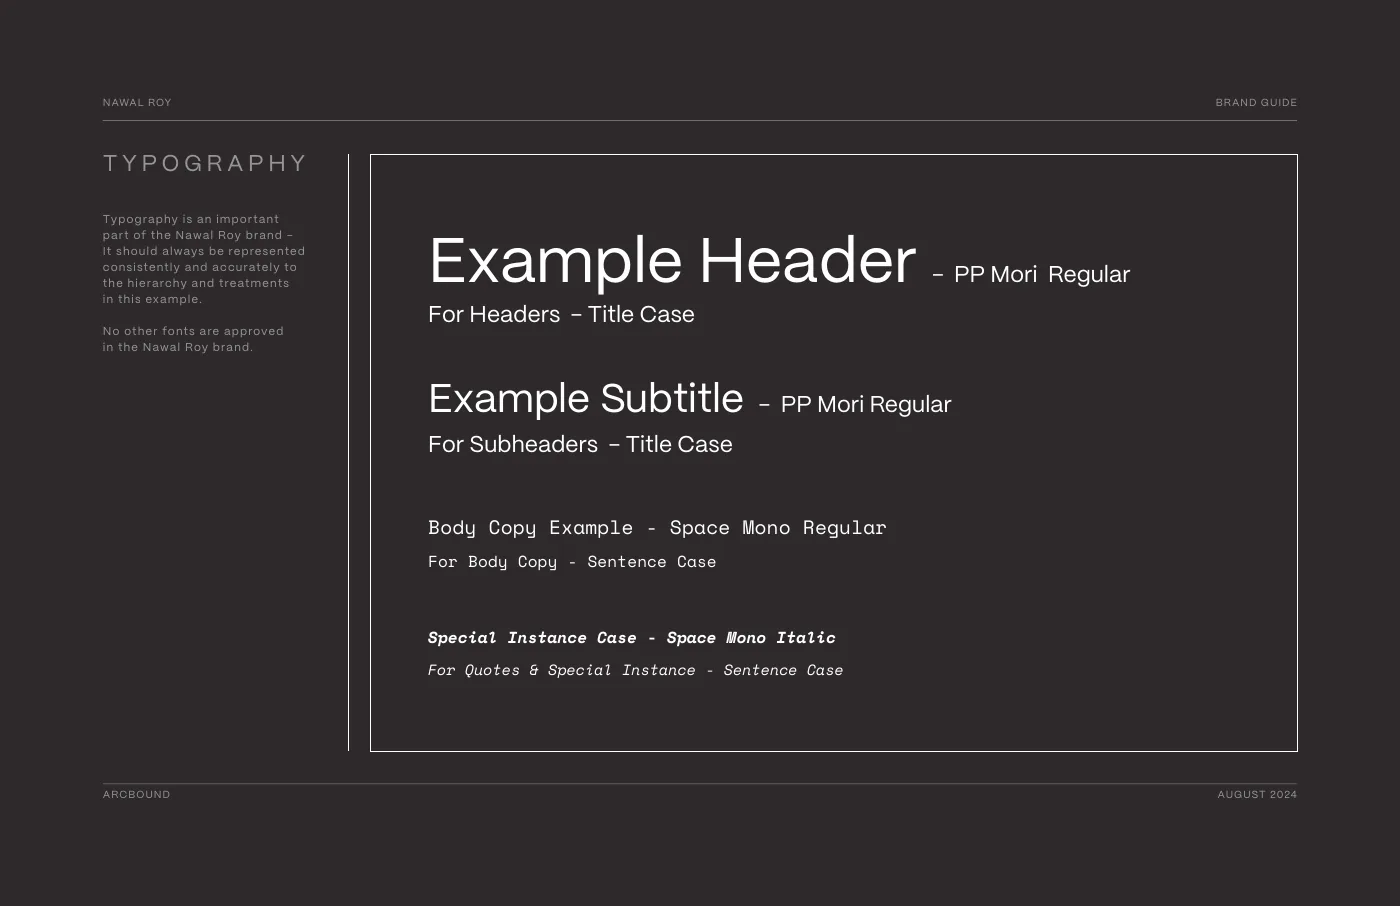 NAWAL ROY
BRAND GUIDE
TYPOGRAPHY
Typography is an important
part of the Nawal Roy brand –
It should always be represented
consistently and accurately to
the hierarchy and treatments
in this example.
No other fonts are approved
in the Nawal Roy brand.
Example Header – PP Mori Regular
For Headers – Title Case
Example Subtitle – PP Mori Regular
For Subheaders – Title Case
Body Copy Example - Space Mono Regular
For Body Copy - Sentence Case
Special Instance Case - Space Mono Italic
For Quotes & Special Instance - Sentence Case
ARCBOUND
AUGUST 2024